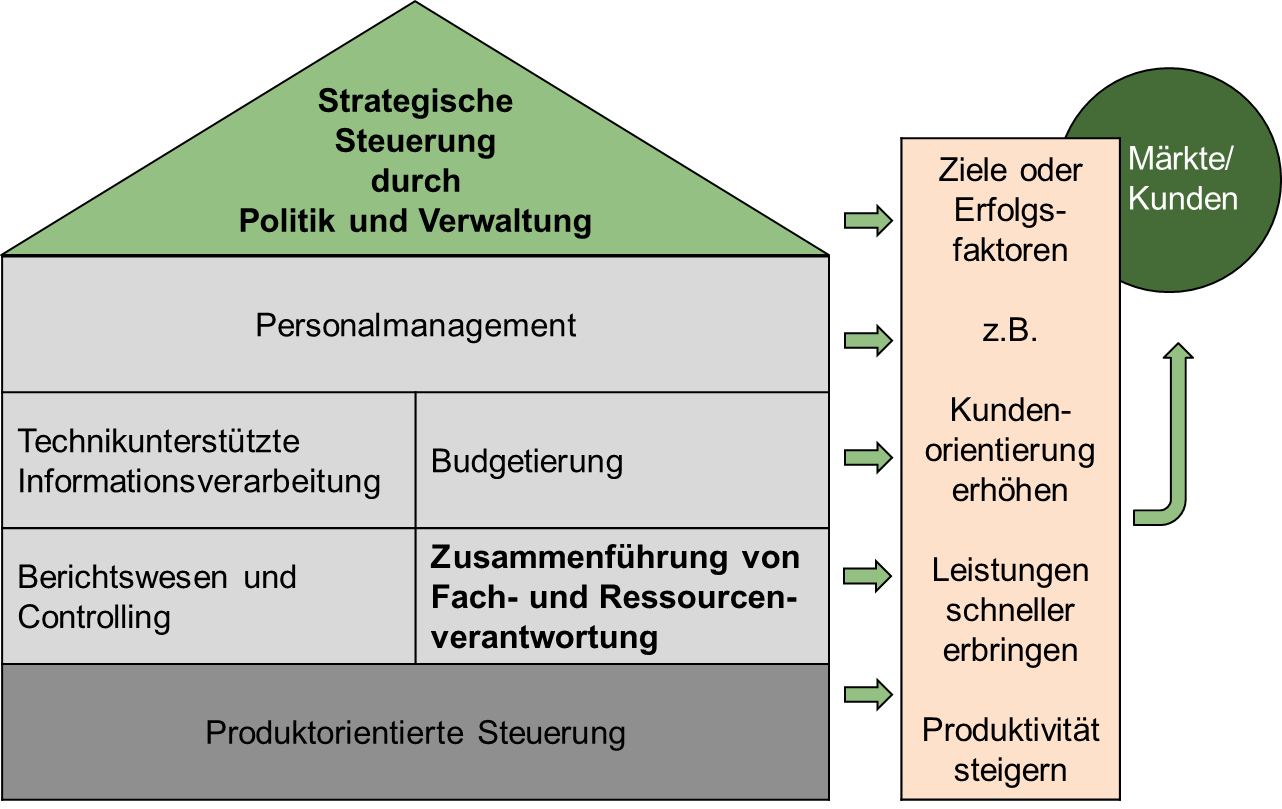 Strategische
Steuerung
durch
Politik und Verwaltung
Personalmanagement
Technikunterstützte
Informationsverarbeitung
Budgetierung
Berichtswesen und
Controlling
Zusammenführung von
Fach- und Ressourcen-
verantwortung
Produktorientierte Steuerung
Ziele oder
Erfolgs-
faktoren
z.B.
Kunden-
orientierung
erhöhen
Leistungen
schneller
erbringen
Produktivität
steigern
Märkte/
Kunden